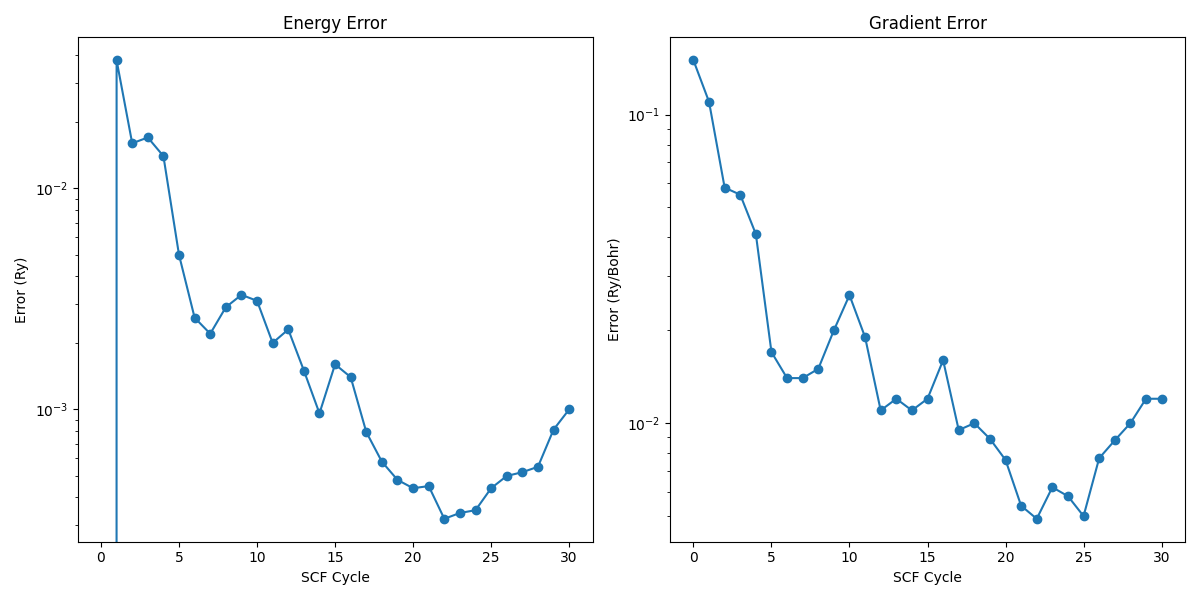 Energy Error
Error (Ry)
10⁻²
10⁻³
0 5 10 15 20 25 30
SCF Cycle
Gradient Error
Error (Ry/Bohr)
10⁻¹
10⁻²
0 5 10 15 20 25 30
SCF Cycle